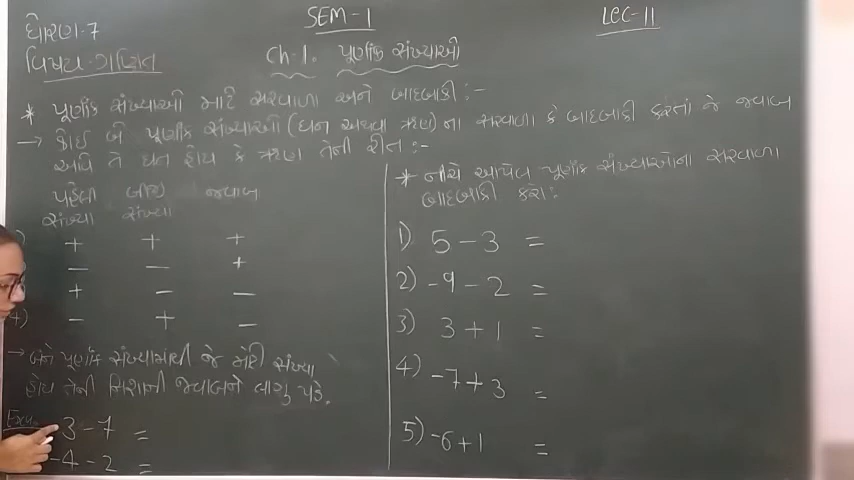 ધોરણ-7
SEM-1
LEC-11
વિષય-ગણિત
Ch-1. પૂર્ણાંક સંખ્યાઓ
* પૂર્ણાંક સંખ્યાઓ માટે સરવાળા અને બાદબાકી :-
→ કોઈ બે પૂર્ણાંક સંખ્યાઓ (ધન અથવા ઋણ) ના સરવાળા કે બાદબાકી કરતાં જે જવાબ
આવે તે ધન હોય કે ઋણ તેની રીત :-
પહેલી બીજી જવાબ
સંખ્યા સંખ્યા
+ + +
- - +
+ - -
4) - + -
→ બંને પૂર્ણાંક સંખ્યામાંથી જે મોટી સંખ્યા
હોય તેની નિશાની જવાબને લાગુ પડે.
Exa.
3 - 7 =
-4 - 2 =
* નીચે આપેલ પૂર્ણાંક સંખ્યાઓના સરવાળા
બાદબાકી કરો :
1) 5 - 3 =
2) -9 - 2 =
3) 3 + 1 =
4) -7 + 3 =
5) -6 + 1 =